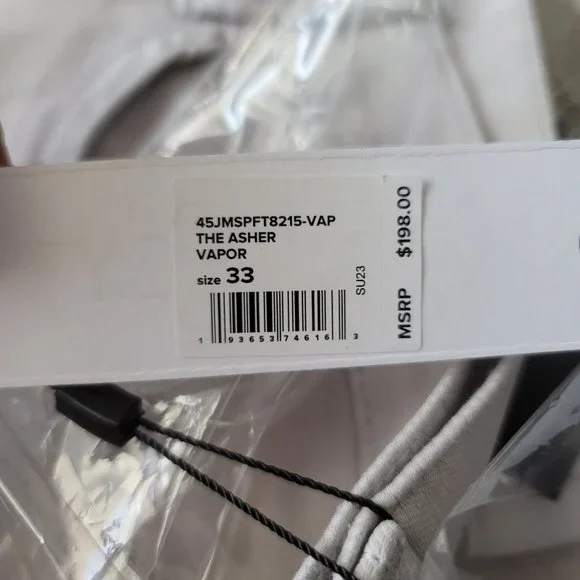 45JMSPFT8215-VAP
THE ASHER
VAPOR
size 33
SU23
1 93653 74616 3
MSRP $198.00